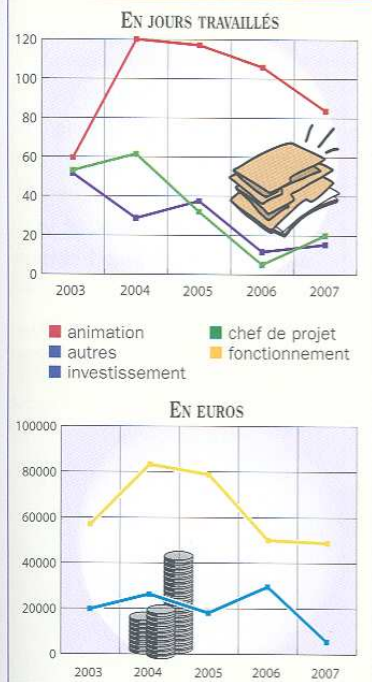 EN JOURS TRAVAILLÉS
120
100
80
60
40
20
0
2003 2004 2005 2006 2007
animation chef de projet
autres fonctionnement
investissement
EN EUROS
100000
80000
60000
40000
20000
0
2003 2004 2005 2006 2007